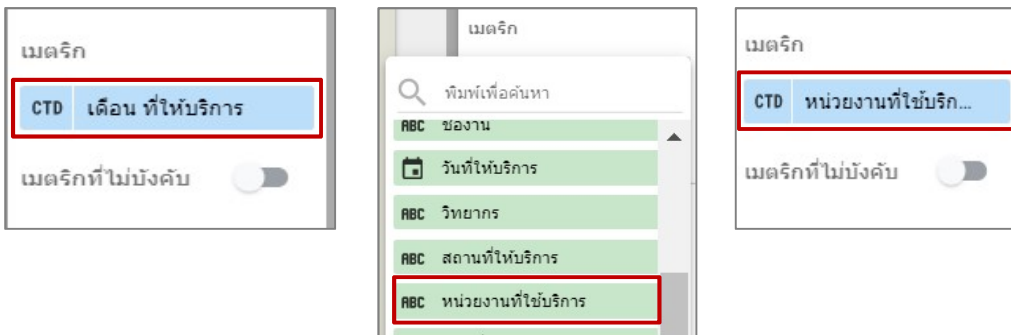 เมตริก
CTD เดือน ที่ให้บริการ
เมตริกที่ไม่บังคับ
เมตริก
พิมพ์เพื่อค้นหา
ABC ชื่องาน
วันที่ให้บริการ
ABC วิทยากร
ABC สถานที่ให้บริการ
ABC หน่วยงานที่ใช้บริการ
เมตริก
CTD หน่วยงานที่ใช้บริก...
เมตริกที่ไม่บังคับ